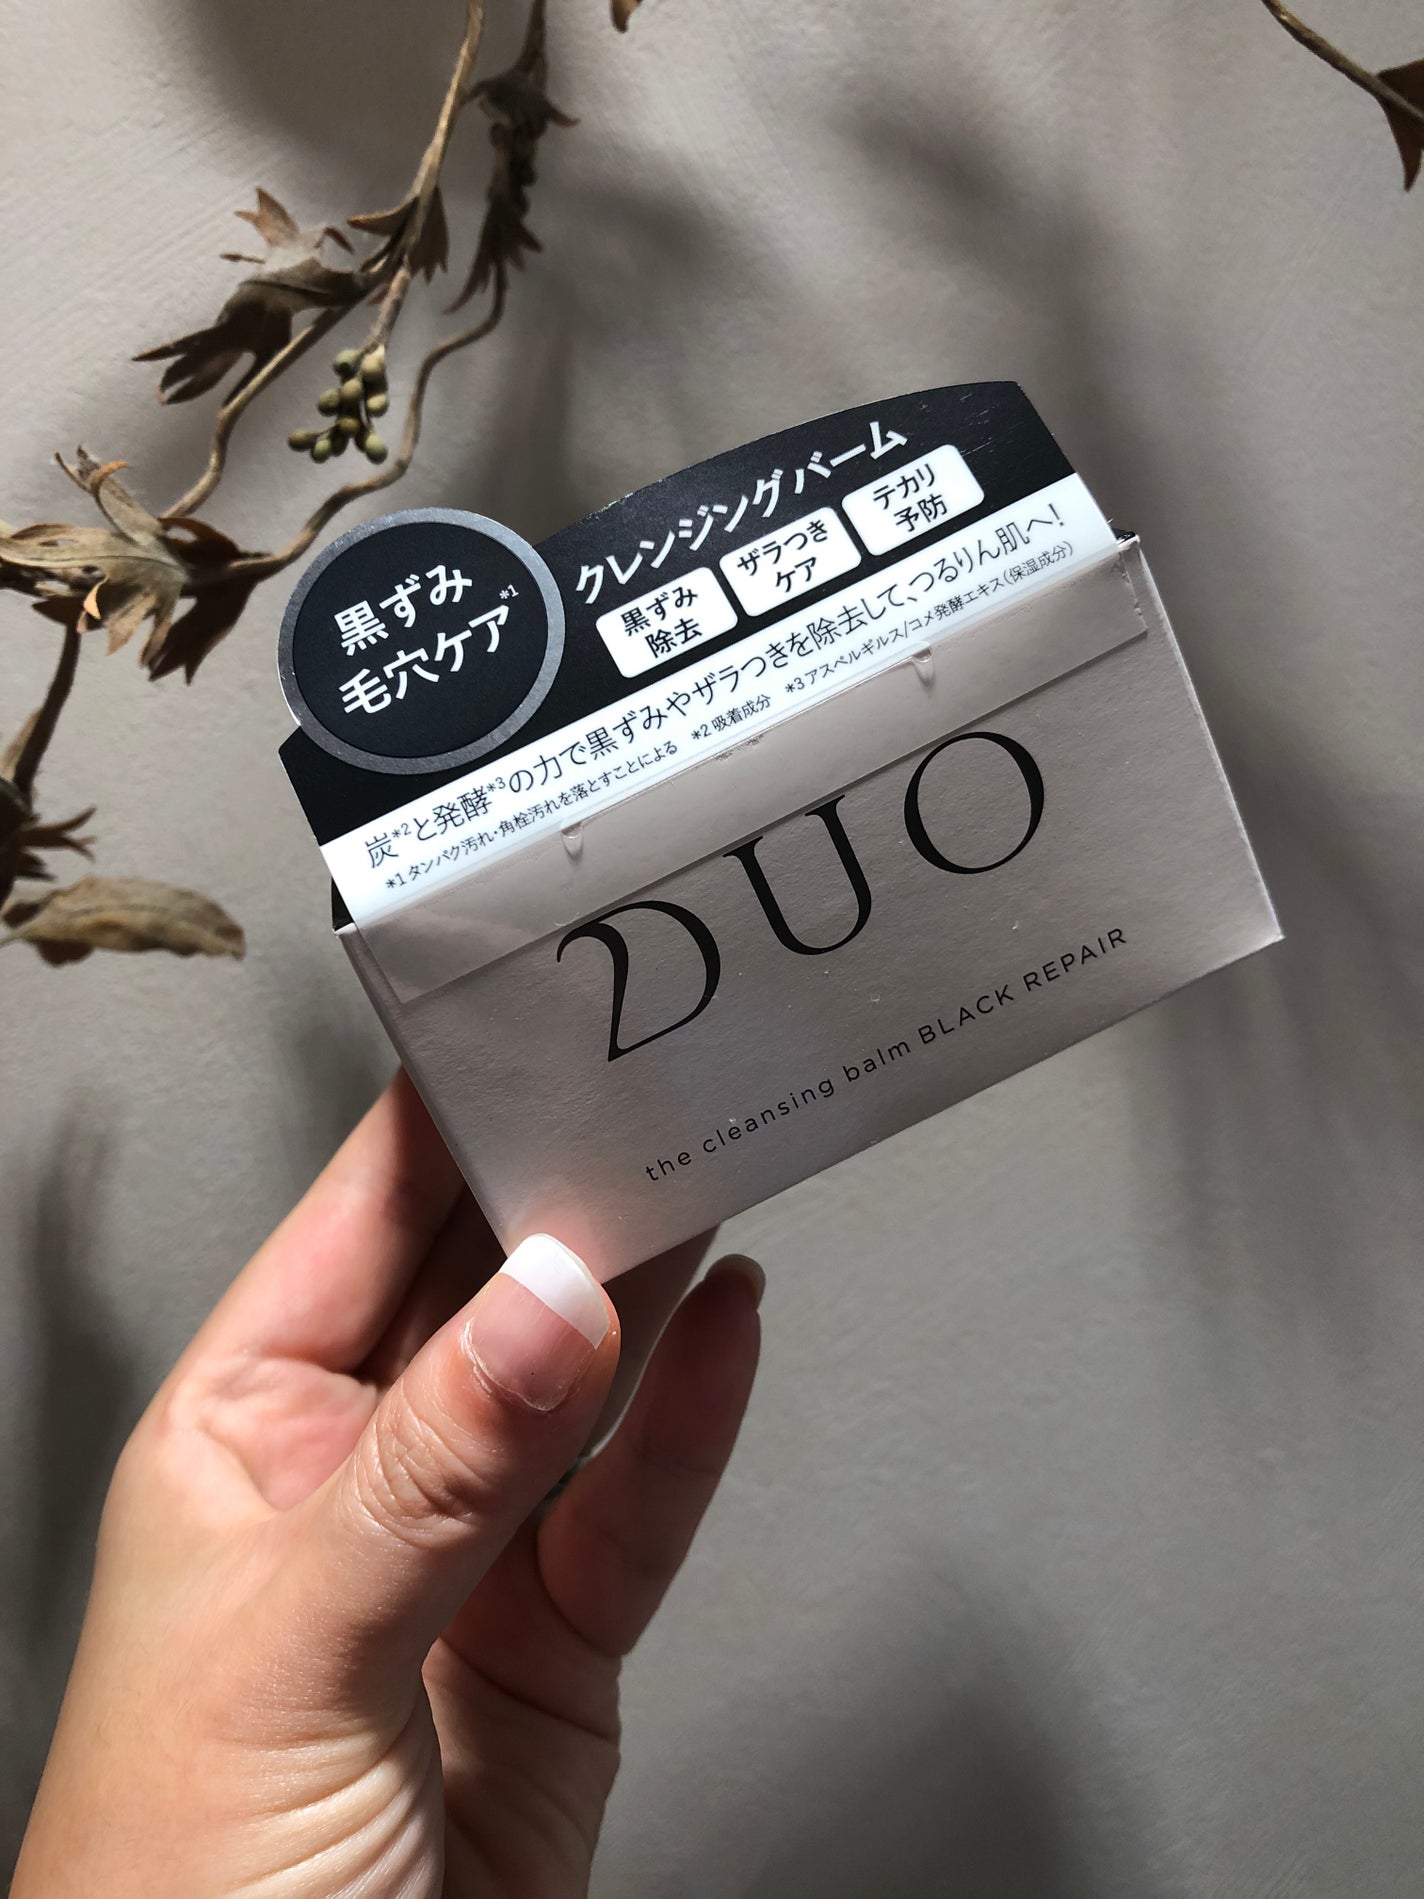 黒ずみ
毛穴ケア*1
クレンジングバーム
黒ずみ
除去
ザラつき
ケア
テカリ
予防
炭*2と発酵*3の力で黒ずみやザラつきを除去して、つるりん肌へ!
*1 タンパク汚れ・角栓汚れを落とすことによる *2 吸着成分 *3 アスペルギルス/コメ発酵エキス(保湿成分)
DUO
the cleansing balm BLACK REPAIR